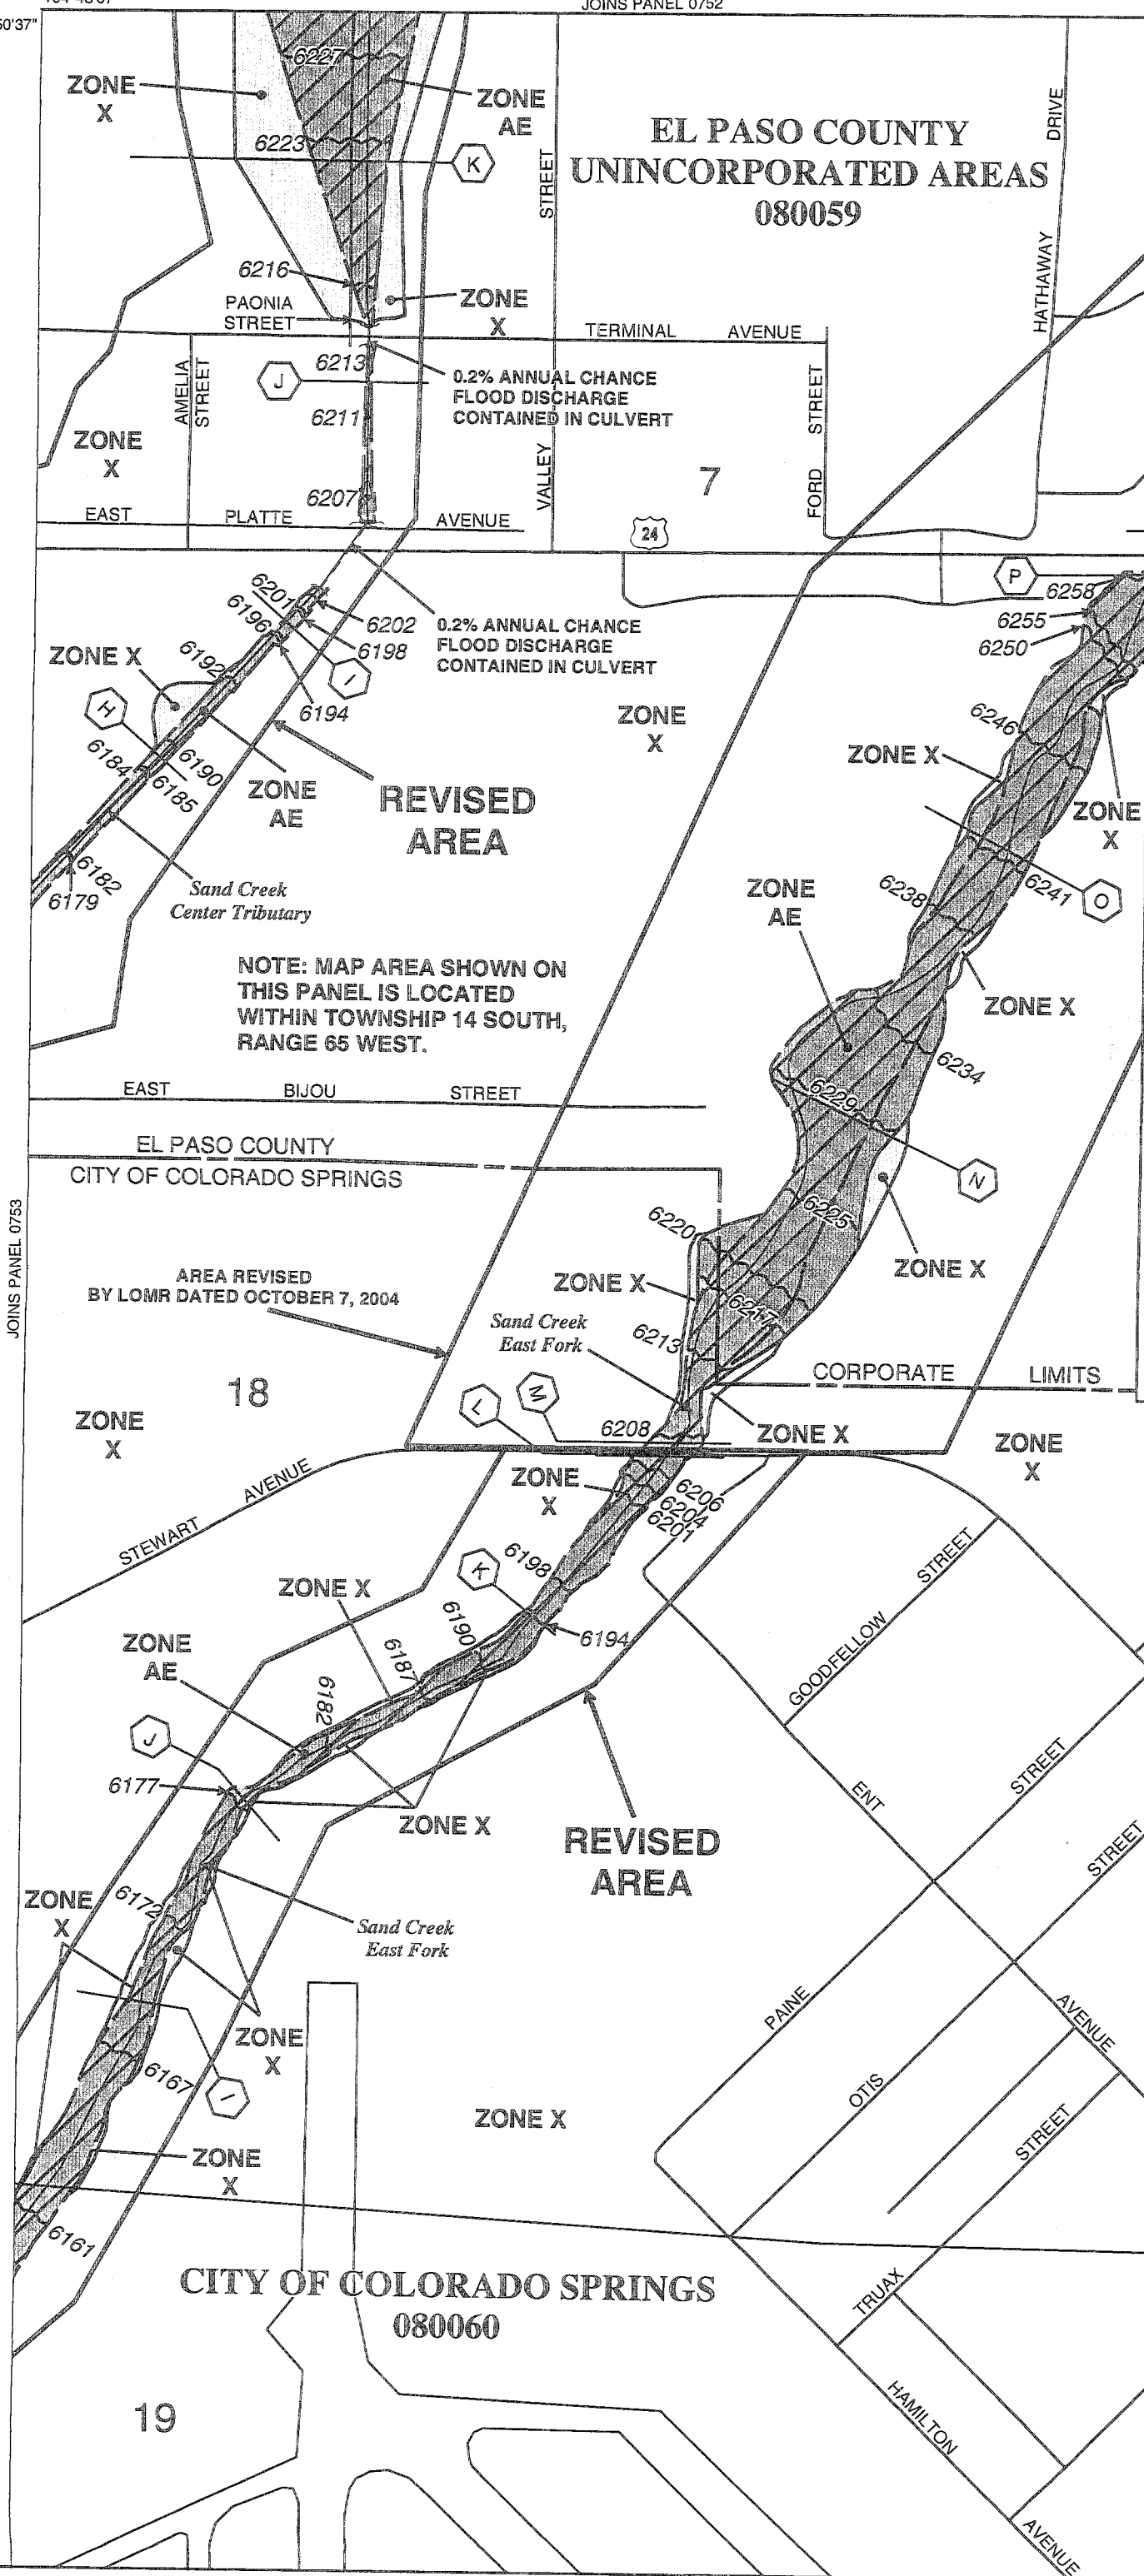 JOINS PANEL 0752
50'37"
6227
ZONE
X
ZONE
AE
DRIVE
EL PASO COUNTY
UNINCORPORATED AREAS
080059
6223
K
STREET
HATHAWAY
6216
PAONIA
STREET
ZONE
X
TERMINAL AVENUE
AMELIA
STREET
6213
J
0.2% ANNUAL CHANCE
FLOOD DISCHARGE
CONTAINED IN CULVERT
6211
FORD STREET
ZONE
X
VALLEY
7
6207
EAST PLATTE AVENUE
24
P
6258
6255
6250
6201
6196
6202
6198
0.2% ANNUAL CHANCE
FLOOD DISCHARGE
CONTAINED IN CULVERT
ZONE X
6192
I
H
6194
ZONE
X
6246
ZONE X
6184
6190
6185
ZONE
AE
REVISED
AREA
ZONE
X
6182
6179
Sand Creek
Center Tributary
ZONE
AE
6238
6241
O
NOTE: MAP AREA SHOWN ON
THIS PANEL IS LOCATED
WITHIN TOWNSHIP 14 SOUTH,
RANGE 65 WEST.
ZONE X
6234
EAST BIJOU STREET
6229
EL PASO COUNTY
CITY OF COLORADO SPRINGS
N
JOINS PANEL 0753
6225
6220
ZONE X
AREA REVISED
BY LOMR DATED OCTOBER 7, 2004
ZONE X
6217
Sand Creek
East Fork
6213
CORPORATE LIMITS
18
M
L
ZONE
X
6208
ZONE X
ZONE
X
STEWART AVENUE
ZONE
X
6206
6204
6201
STREET
6198
K
ZONE X
6190
6194
GOODFELLOW
ZONE
AE
6187
6182
J
STREET
6177
ENT
ZONE X
REVISED
AREA
STREET
ZONE
X
6172
Sand Creek
East Fork
PAINE
AVENUE
ZONE
X
6167
I
OTIS
ZONE X
STREET
ZONE
X
6161
CITY OF COLORADO SPRINGS
080060
TRUAX
19
HAMILTON
AVENUE